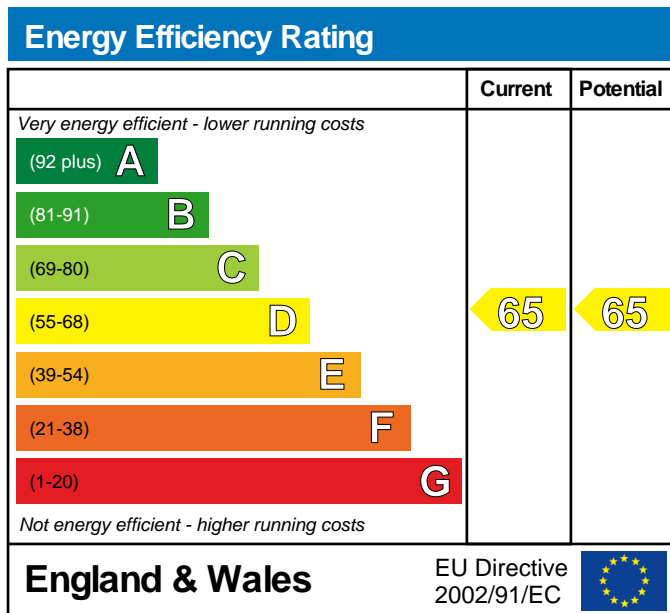 Energy Efficiency Rating
Current Potential
Very energy efficient - lower running costs
(92 plus) A
(81-91) B
(69-80) C
(55-68) D
65 65
(39-54) E
(21-38) F
(1-20) G
Not energy efficient - higher running costs
England & Wales
EU Directive
2002/91/EC